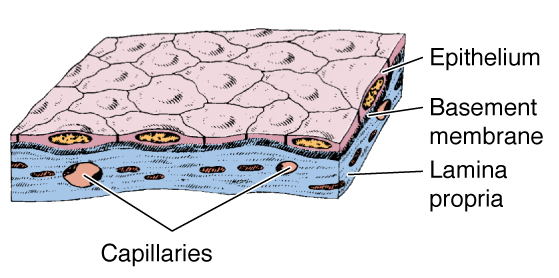 Epithelium
Basement
membrane
Lamina
propria
Capillaries